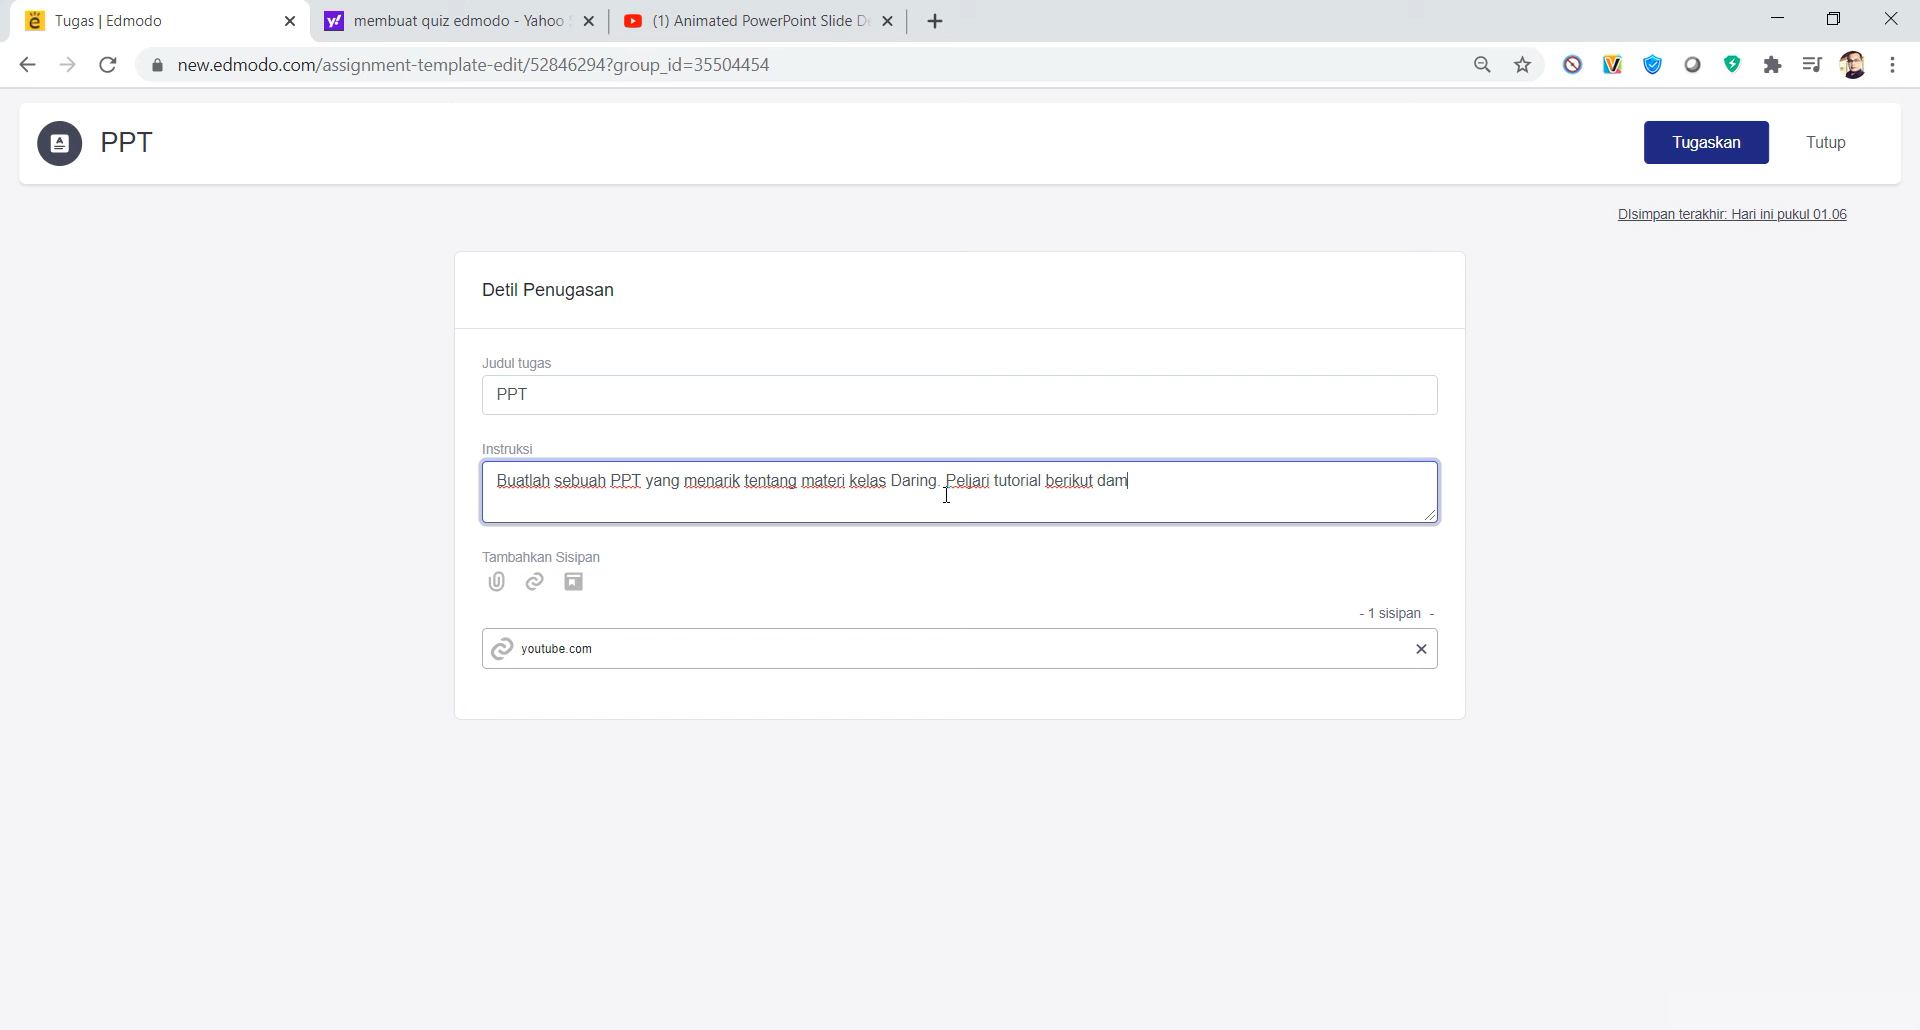 Tugas | Edmodo
membuat quiz edmodo - Yahoo
(1) Animated PowerPoint Slide De
new.edmodo.com/assignment-template-edit/52846294?group_id=35504454
PPT
Tugaskan
Tutup
DIsimpan terakhir: Hari ini pukul 01.06
Detil Penugasan
Judul tugas
PPT
Instruksi
Buatlah sebuah PPT yang menarik tentang materi kelas Daring. Peljari tutorial berikut dam
Tambahkan Sisipan
- 1 sisipan -
youtube.com